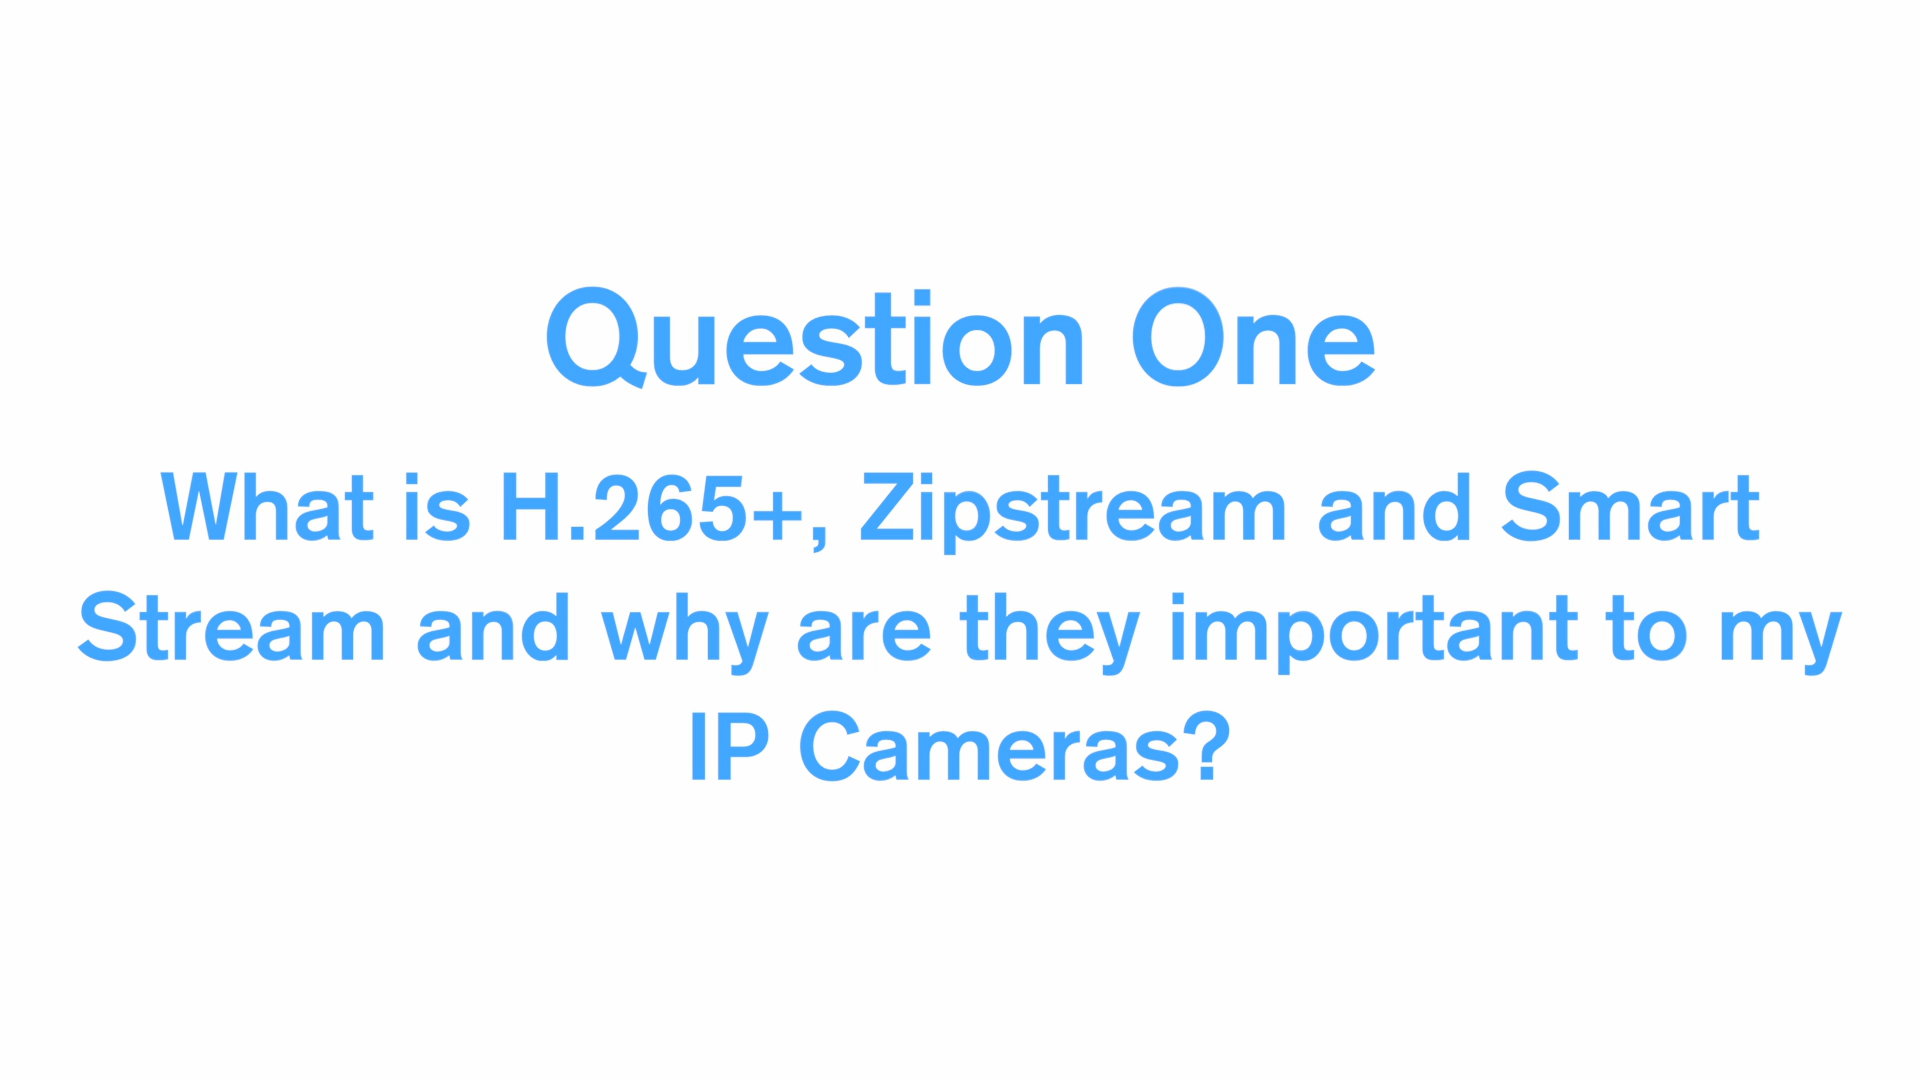 Question One
What is H.265+, Zipstream and Smart
Stream and why are they important to my
IP Cameras?